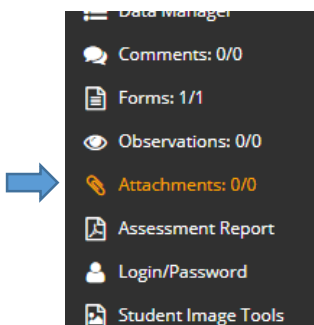 Data Manager
Comments: 0/0
Forms: 1/1
Observations: 0/0
Attachments: 0/0
Assessment Report
Login/Password
Student Image Tools